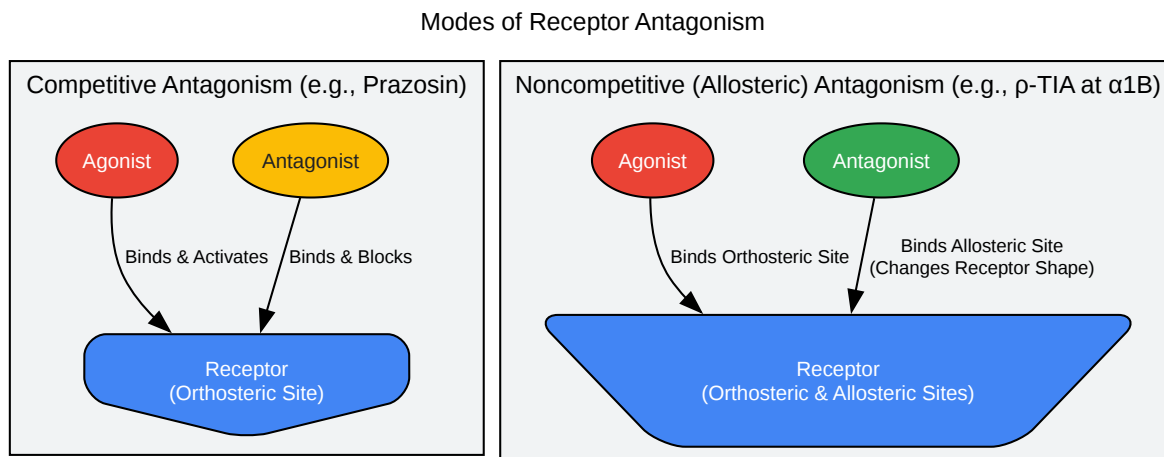 Modes of Receptor Antagonism
Competitive Antagonism (e.g., Prazosin)
Agonist
Antagonist
Binds & Activates
Binds & Blocks
Receptor
(Orthosteric Site)
Noncompetitive (Allosteric) Antagonism (e.g., ρ-TIA at α1B)
Agonist
Antagonist
Binds Orthosteric Site
Binds Allosteric Site
(Changes Receptor Shape)
Receptor
(Orthosteric & Allosteric Sites)